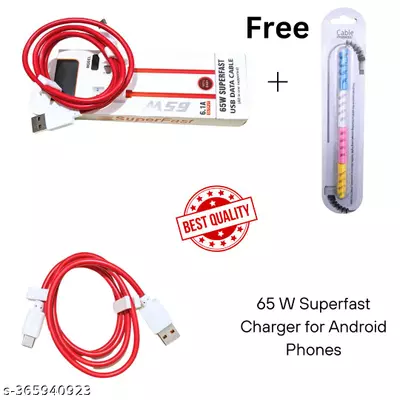 Free
+
Cable
65W SUPERFAST
USB DATA CABLE
6.1A
65W
SuperFast
BEST QUALITY
65 W Superfast
Charger for Android
Phones
s-365940923